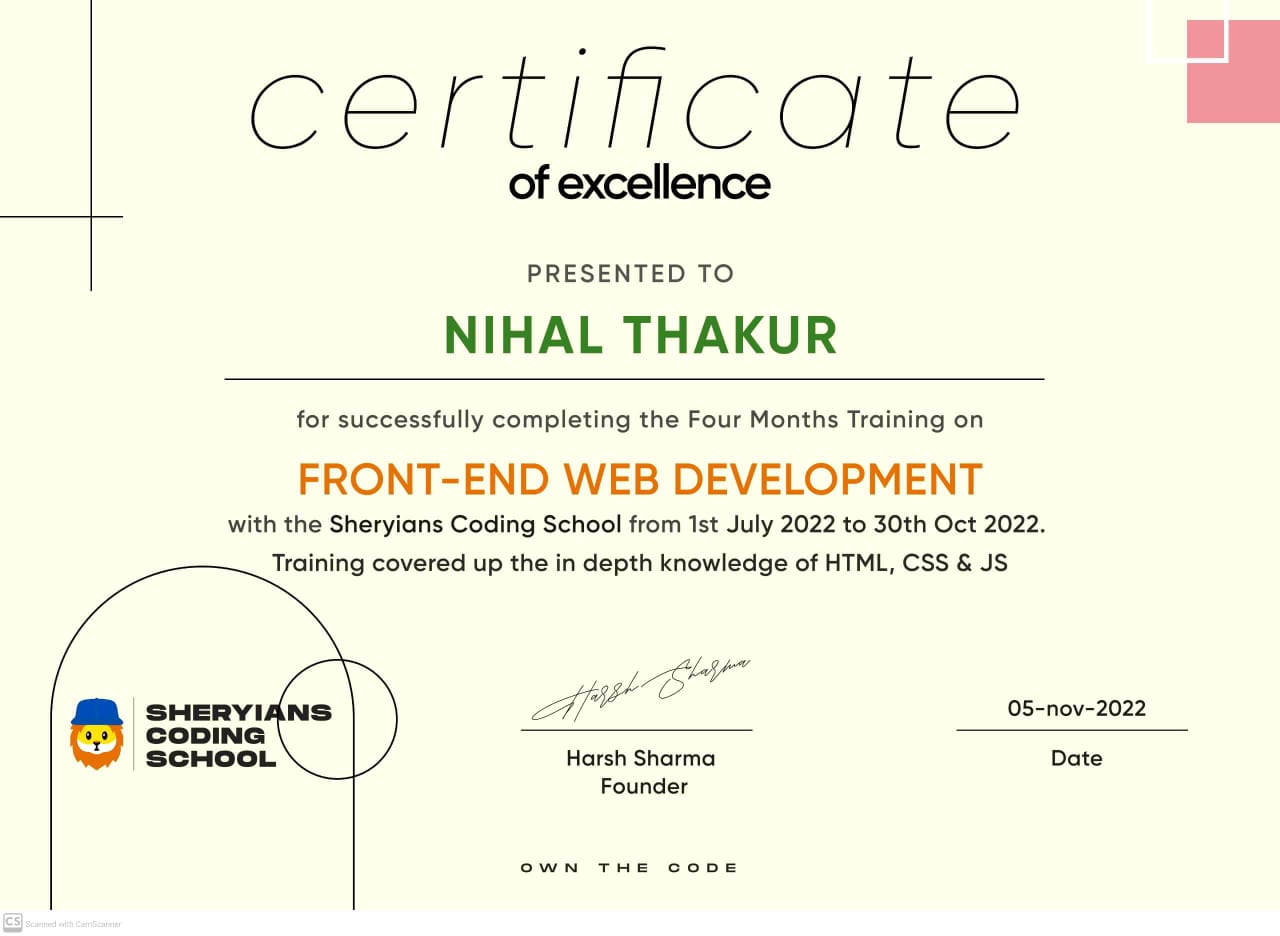 certificate
of excellence
PRESENTED TO
NIHAL THAKUR
for successfully completing the Four Months Training on
FRONT-END WEB DEVELOPMENT
with the Sheryians Coding School from 1st July 2022 to 30th Oct 2022.
Training covered up the in depth knowledge of HTML, CSS & JS
SHERYIANS
CODING
SCHOOL
Harsh Sharma
Harsh Sharma
Founder
05-nov-2022
Date
OWN THE CODE
CS Scanned with CamScanner